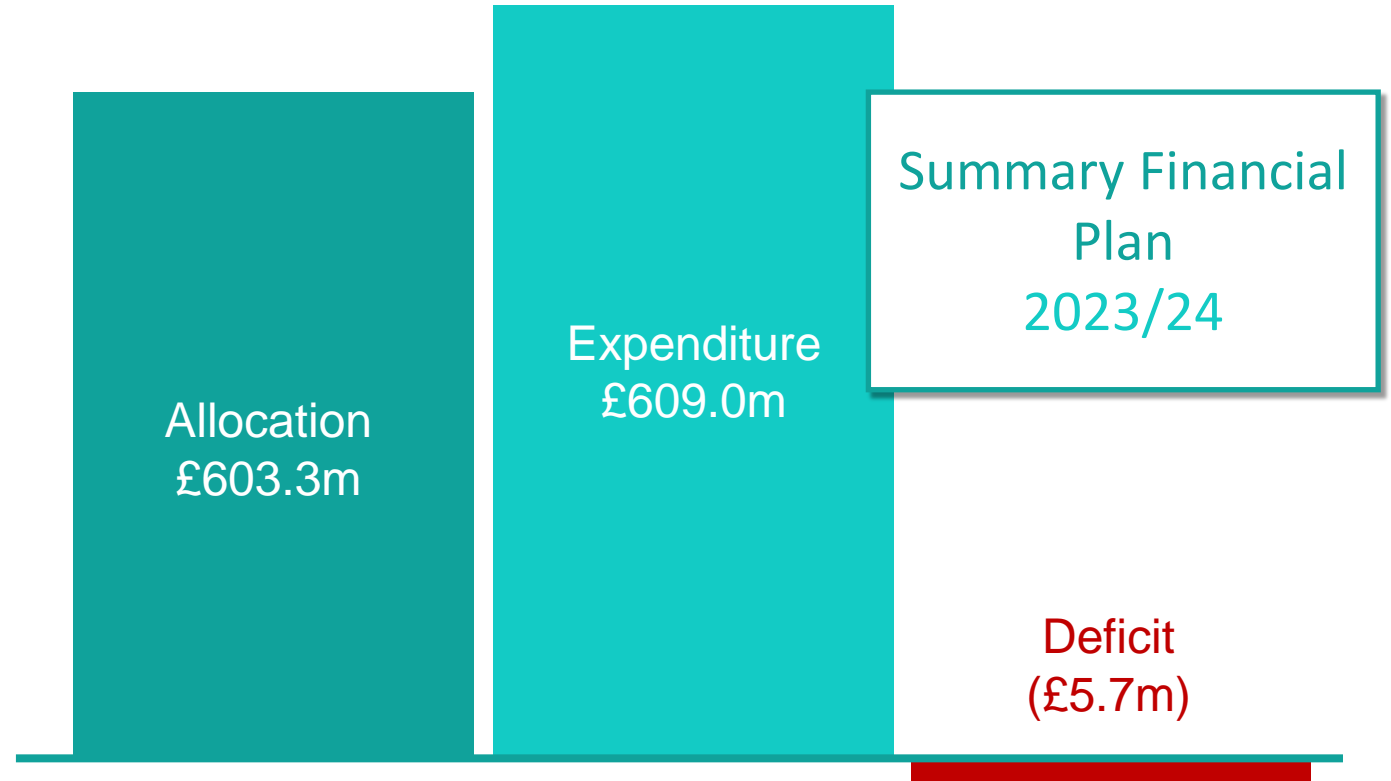 Allocation
£603.3m
Expenditure
£609.0m
Summary Financial
Plan
2023/24
Deficit
(£5.7m)